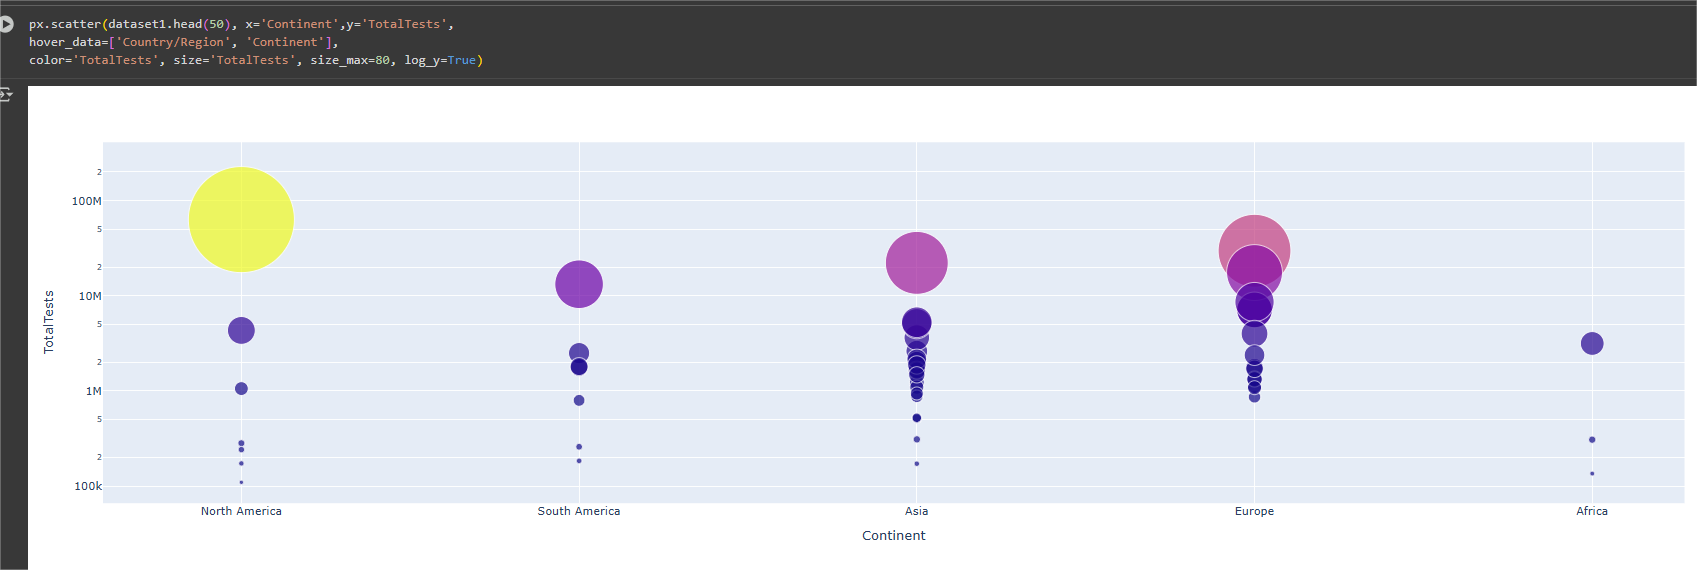 px.scatter(dataset1.head(50), x='Continent',y='TotalTests',
hover_data=['Country/Region', 'Continent'],
color='TotalTests', size='TotalTests', size_max=80, log_y=True)
2
100M
5
2
10M
5
2
1M
5
2
100k
TotalTests
North America
South America
Asia
Europe
Africa
Continent